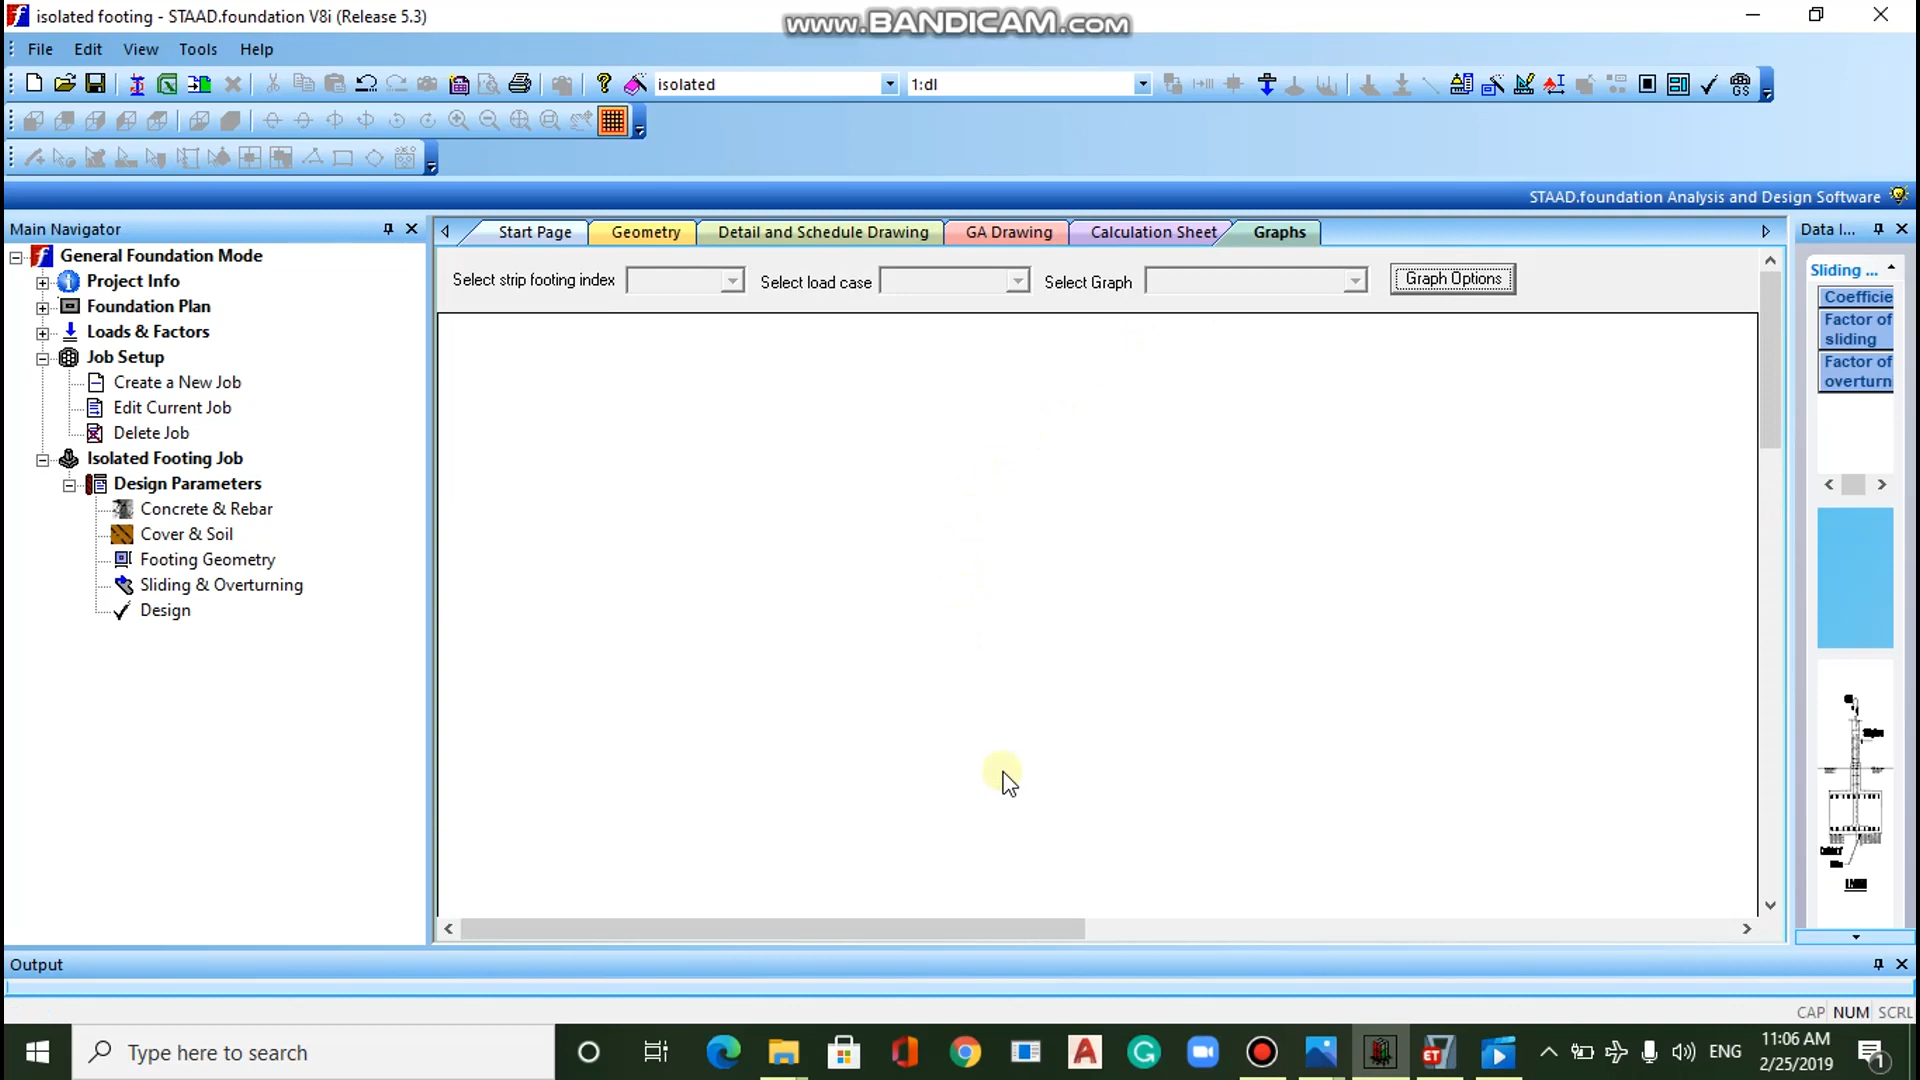 isolated footing - STAAD.foundation V8i (Release 5.3)
www.BANDICAM.com
File Edit View Tools Help
isolated 1:dl
GS
STAAD.foundation Analysis and Design Software
Main Navigator
General Foundation Mode
Project Info
Foundation Plan
Loads & Factors
Job Setup
Create a New Job
Edit Current Job
Delete Job
Isolated Footing Job
Design Parameters
Concrete & Rebar
Cover & Soil
Footing Geometry
Sliding & Overturning
Design
Start Page Geometry Detail and Schedule Drawing GA Drawing Calculation Sheet Graphs
Select strip footing index Select load case Select Graph Graph Options
Data I...
Sliding ...
Coefficie
Factor of
sliding
Factor of
overturn
Output
CAP NUM SCRL
Type here to search
ET
ENG
11:06 AM
2/25/2019
1